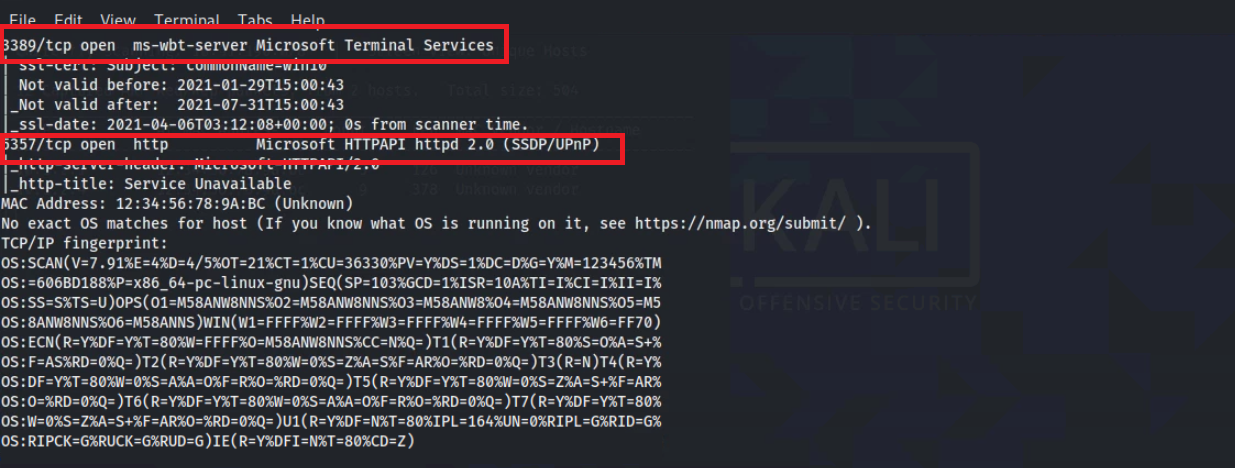 File Edit View Terminal Tabs Help
3389/tcp open  ms-wbt-server Microsoft Terminal Services
| ssl-cert: Subject: commonName=win10
| Not valid before: 2021-01-29T15:00:43
|_Not valid after:  2021-07-31T15:00:43
|_ssl-date: 2021-04-06T03:12:08+00:00; 0s from scanner time.
5357/tcp open  http          Microsoft HTTPAPI httpd 2.0 (SSDP/UPnP)
|_http-server-header: Microsoft-HTTPAPI/2.0
|_http-title: Service Unavailable
MAC Address: 12:34:56:78:9A:BC (Unknown)
No exact OS matches for host (If you know what OS is running on it, see https://nmap.org/submit/ ).
TCP/IP fingerprint:
OS:SCAN(V=7.91%E=4%D=4/5%OT=21%CT=1%CU=36330%PV=Y%DS=1%DC=D%G=Y%M=123456%TM
OS:=606BD188%P=x86_64-pc-linux-gnu)SEQ(SP=103%GCD=1%ISR=10A%TI=I%CI=I%II=I%
OS:SS=S%TS=U)OPS(O1=M58ANW8NNS%O2=M58ANW8NNS%O3=M58ANW8%O4=M58ANW8NNS%O5=M5
OS:8ANW8NNS%O6=M58ANNS)WIN(W1=FFFF%W2=FFFF%W3=FFFF%W4=FFFF%W5=FFFF%W6=FF70)
OS:ECN(R=Y%DF=Y%T=80%W=FFFF%O=M58ANW8NNS%CC=N%Q=)T1(R=Y%DF=Y%T=80%S=O%A=S+%
OS:F=AS%RD=0%Q=)T2(R=Y%DF=Y%T=80%W=0%S=Z%A=S%F=AR%O=%RD=0%Q=)T3(R=N)T4(R=Y%
OS:DF=Y%T=80%W=0%S=A%A=O%F=R%O=%RD=0%Q=)T5(R=Y%DF=Y%T=80%W=0%S=Z%A=S+%F=AR%
OS:O=%RD=0%Q=)T6(R=Y%DF=Y%T=80%W=0%S=A%A=O%F=R%O=%RD=0%Q=)T7(R=Y%DF=Y%T=80%
OS:W=0%S=Z%A=S+%F=AR%O=%RD=0%Q=)U1(R=Y%DF=N%T=80%IPL=164%UN=0%RIPL=G%RID=G%
OS:RIPCK=G%RUCK=G%RUD=G)IE(R=Y%DFI=N%T=80%CD=Z)
KALI
OFFENSIVE SECURITY